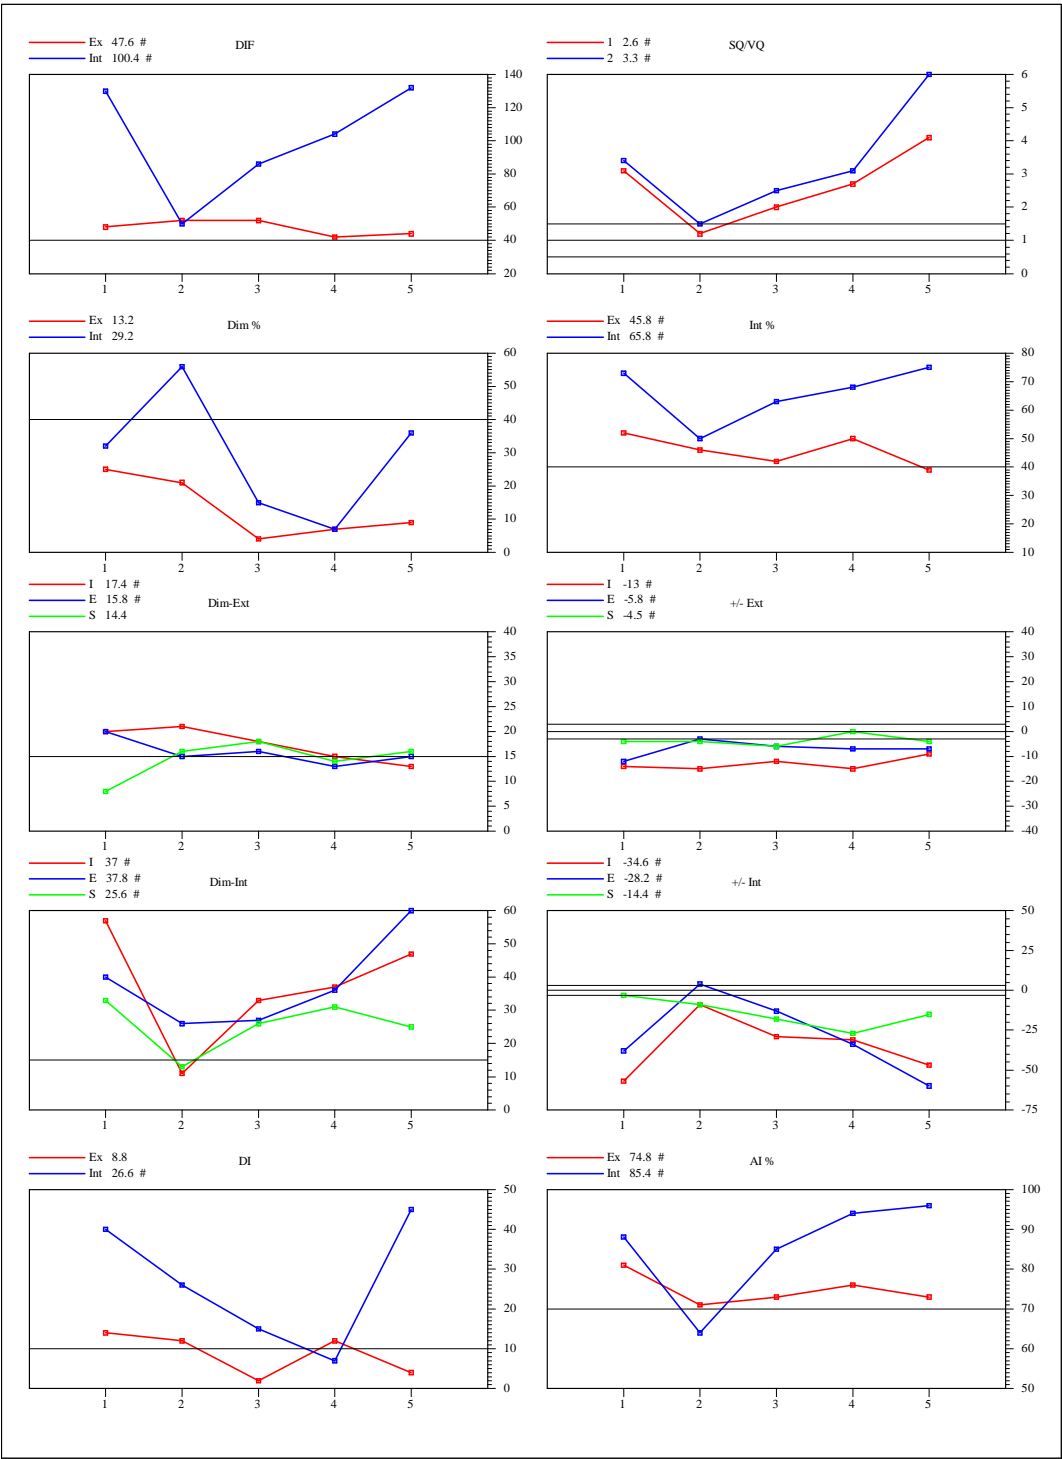 Ex 47.6 #
Int 100.4 #
DIF
140
120
100
80
60
40
20
1 2 3 4 5
1 2.6 #
2 3.3 #
SQ/VQ
6
5
4
3
2
1
0
1 2 3 4 5
Ex 13.2
Int 29.2
Dim %
60
50
40
30
20
10
0
1 2 3 4 5
Ex 45.8 #
Int 65.8 #
Int %
80
70
60
50
40
30
20
10
1 2 3 4 5
I 17.4 #
E 15.8 #
S 14.4
Dim-Ext
40
35
30
25
20
15
10
5
0
1 2 3 4 5
I -13 #
E -5.8 #
S -4.5 #
+/- Ext
40
30
20
10
0
-10
-20
-30
-40
1 2 3 4 5
I 37 #
E 37.8 #
S 25.6 #
Dim-Int
60
50
40
30
20
10
0
1 2 3 4 5
I -34.6 #
E -28.2 #
S -14.4 #
+/- Int
50
25
0
-25
-50
-75
1 2 3 4 5
Ex 8.8
Int 26.6 #
DI
50
40
30
20
10
0
1 2 3 4 5
Ex 74.8 #
Int 85.4 #
AI %
100
90
80
70
60
50
1 2 3 4 5